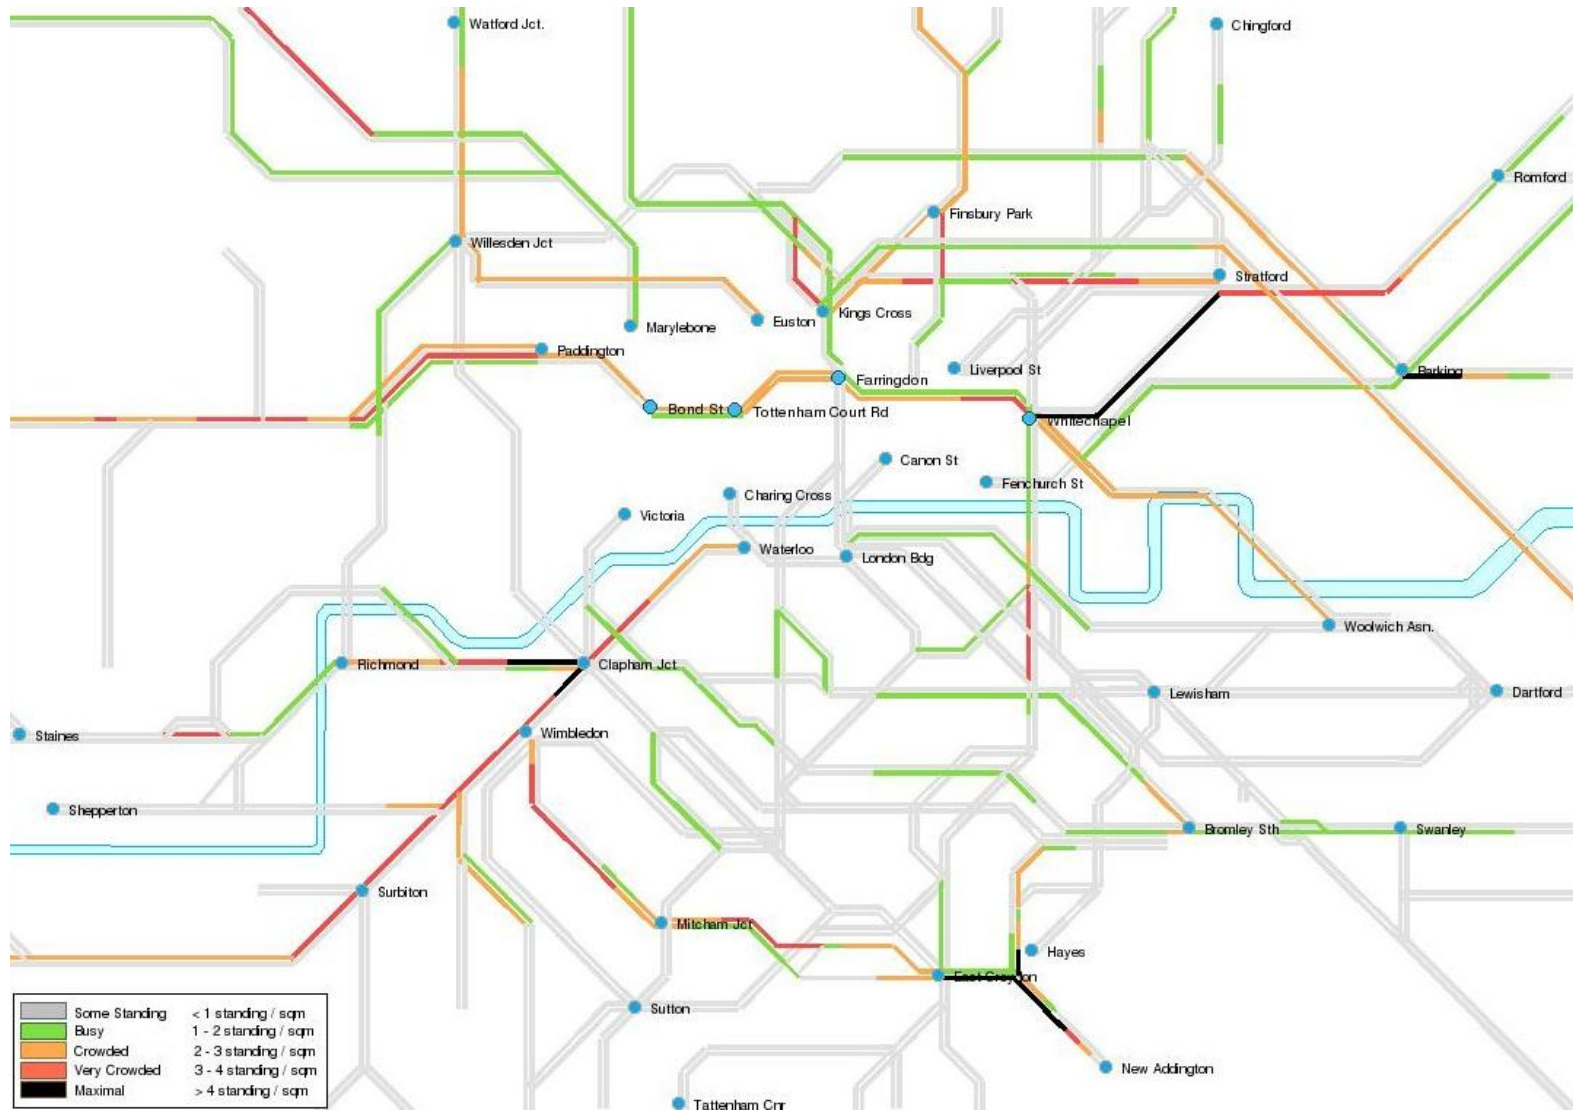 Watford Jct.
Chingford
Romford
Finsbury Park
Willesden Jct
Stratford
Kings Cross
Euston
Marylebone
Paddington
Liverpool St
Barking
Farringdon
Bond St
Tottenham Court Rd
Whitechapel
Canon St
Fenchurch St
Charing Cross
Victoria
Waterloo
London Bdg
Woolwich Asn.
Richmond
Clapham Jct
Lewisham
Dartford
Staines
Wimbledon
Shepperton
Bromley Sth
Swanley
Surbiton
Mitcham Jct
Hayes
East Croydon
Sutton
New Addington
Tattenham Cnr
Some Standing < 1 standing / sqm
Busy 1 - 2 standing / sqm
Crowded 2 - 3 standing / sqm
Very Crowded 3 - 4 standing / sqm
Maximal > 4 standing / sqm